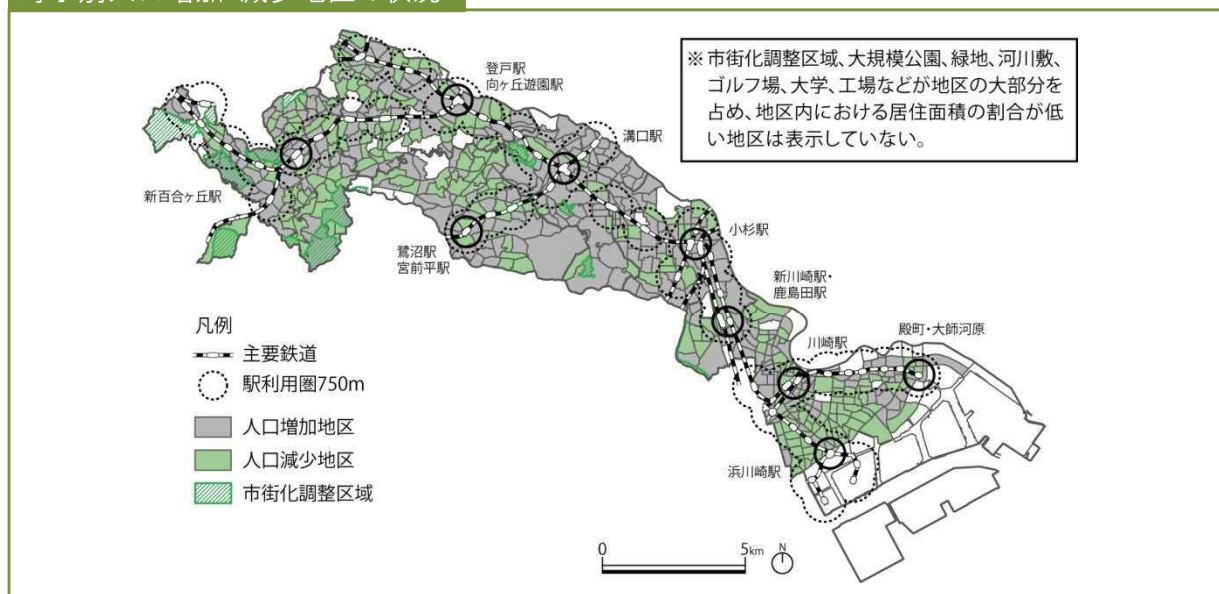 ※市街化調整区域、大規模公園、緑地、河川敷、
ゴルフ場、大学、工場などが地区の大部分を
占め、地区内における居住面積の割合が低
い地区は表示していない。
登戸駅
向ヶ丘遊園駅
溝口駅
新百合ヶ丘駅
鷺沼駅
宮前平駅
小杉駅
新川崎駅・
鹿島田駅
川崎駅
殿町・大師河原
浜川崎駅
凡例
主要鉄道
駅利用圏750m
人口増加地区
人口減少地区
市街化調整区域
0
5km
N